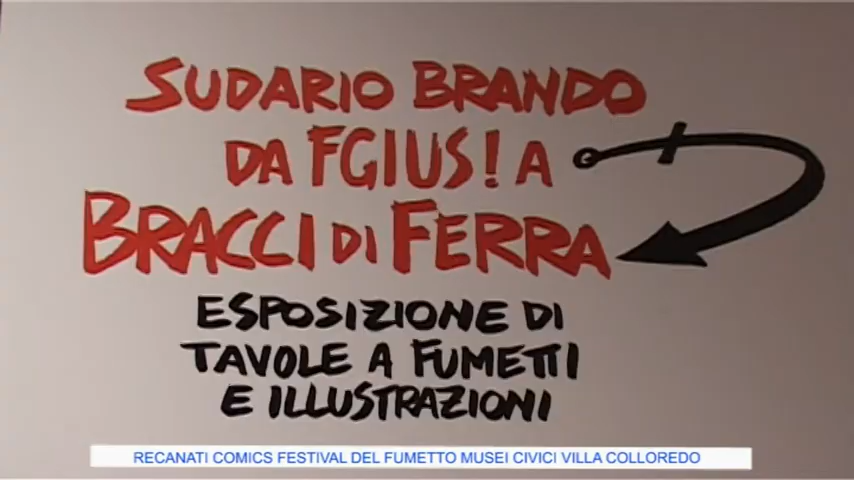 SUDARIO BRANDO
DA FGIUS! A
BRACCI DI FERRA
ESPOSIZIONE DI
TAVOLE A FUMETTI
E ILLUSTRAZIONI
RECANATI COMICS FESTIVAL DEL FUMETTO MUSEI CIVICI VILLA COLLOREDO